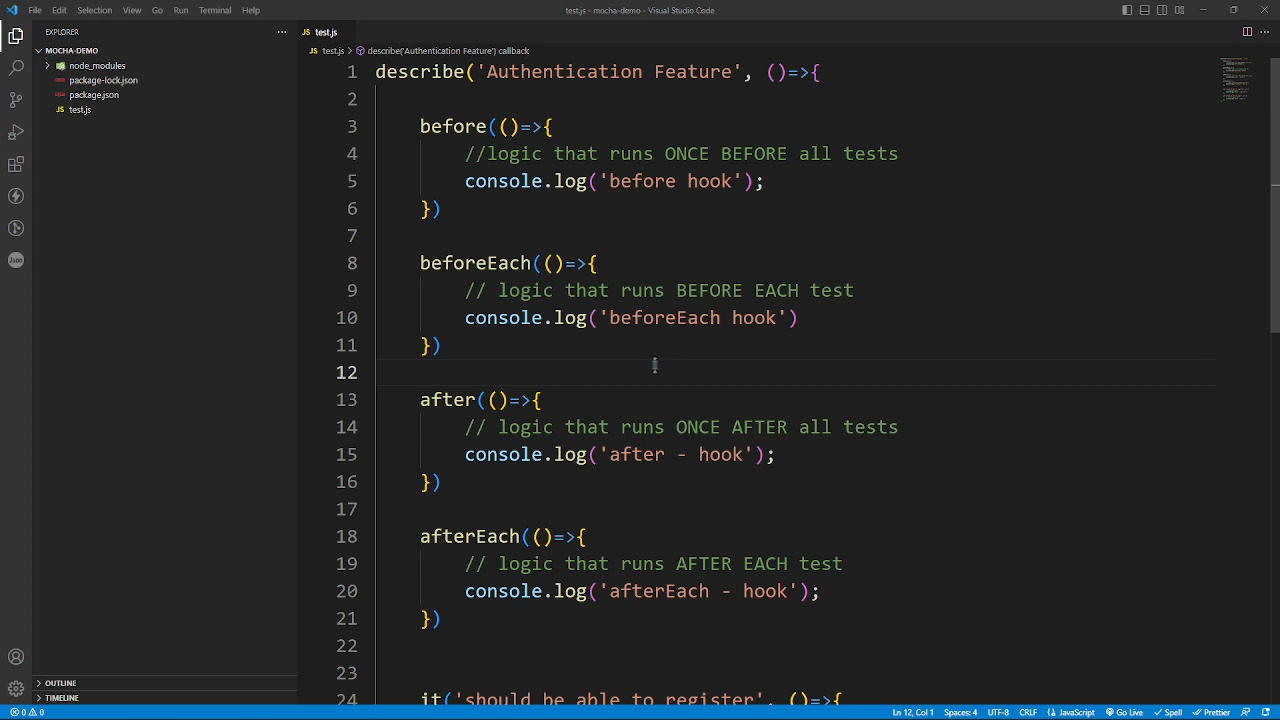 File Edit Selection View Go Run Terminal Help
test.js - mocha-demo - Visual Studio Code
EXPLORER
MOCHA-DEMO
node_modules
package-lock.json
package.json
JS test.js
OUTLINE
TIMELINE
Json
JS test.js
JS test.js > describe('Authentication Feature') callback
1 describe('Authentication Feature', ()=>{
2
3 before(()=>{
4 //logic that runs ONCE BEFORE all tests
5 console.log('before hook');
6 })
7
8 beforeEach(()=>{
9 // logic that runs BEFORE EACH test
10 console.log('beforeEach hook')
11 })
12
13 after(()=>{
14 // logic that runs ONCE AFTER all tests
15 console.log('after - hook');
16 })
17
18 afterEach(()=>{
19 // logic that runs AFTER EACH test
20 console.log('afterEach - hook');
21 })
22
23
24 it('should be able to register', ()=>{
0 0 Ln 12, Col 1 Spaces: 4 UTF-8 CRLF JavaScript Go Live Spell Prettier